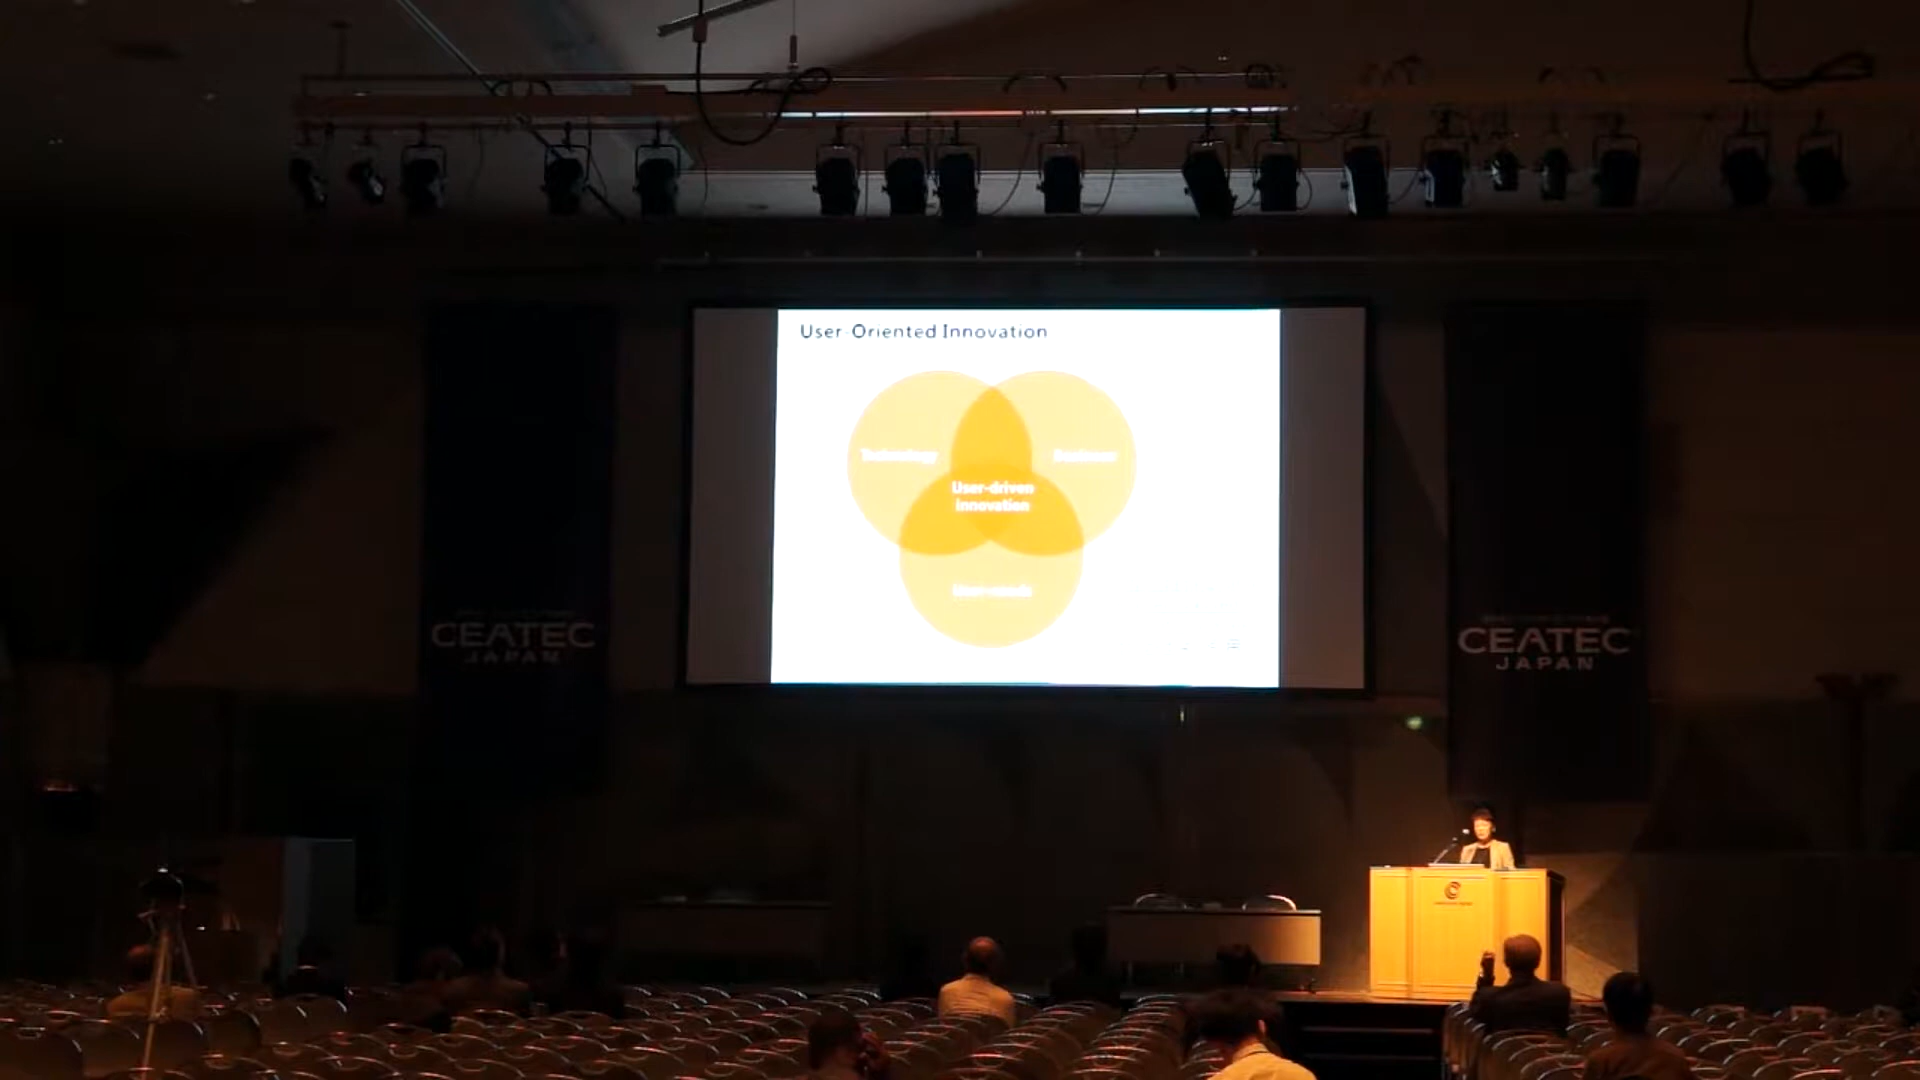 User-Oriented Innovation
Technology
Business
User-driven
innovation
User-needs
CEATEC
JAPAN
CEATEC
JAPAN